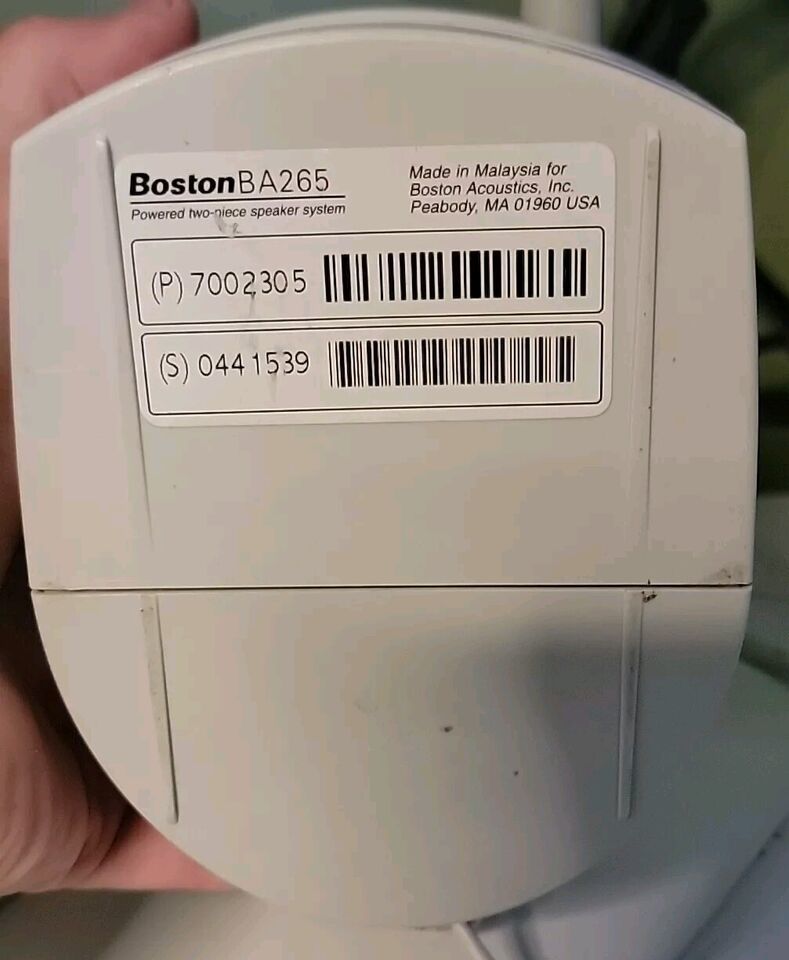 BostonBA265
Powered two-piece speaker system
Made in Malaysia for
Boston Acoustics, Inc.
Peabody, MA 01960 USA
(P) 7002305
(S) 0441539